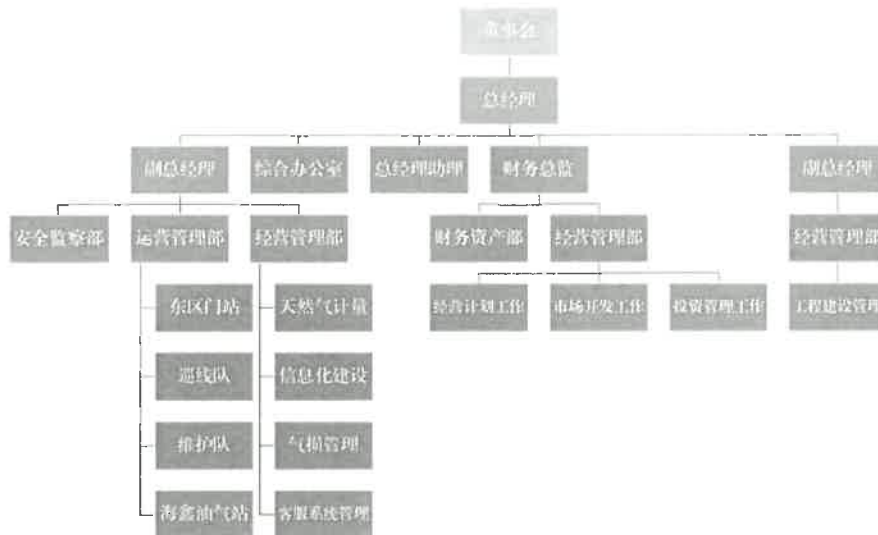 董事会
总经理
副总经理 综合办公室 总经理助理 财务总监 副总经理
安全监察部 运营管理部 经营管理部 财务资产部 经营管理部 经营管理部
东区门站 天然气计量 经营计划工作 市场开发工作 投资管理工作 工程建设管理
巡线队 信息化建设
维护队 气损管理
海鑫油气站 客服系统管理